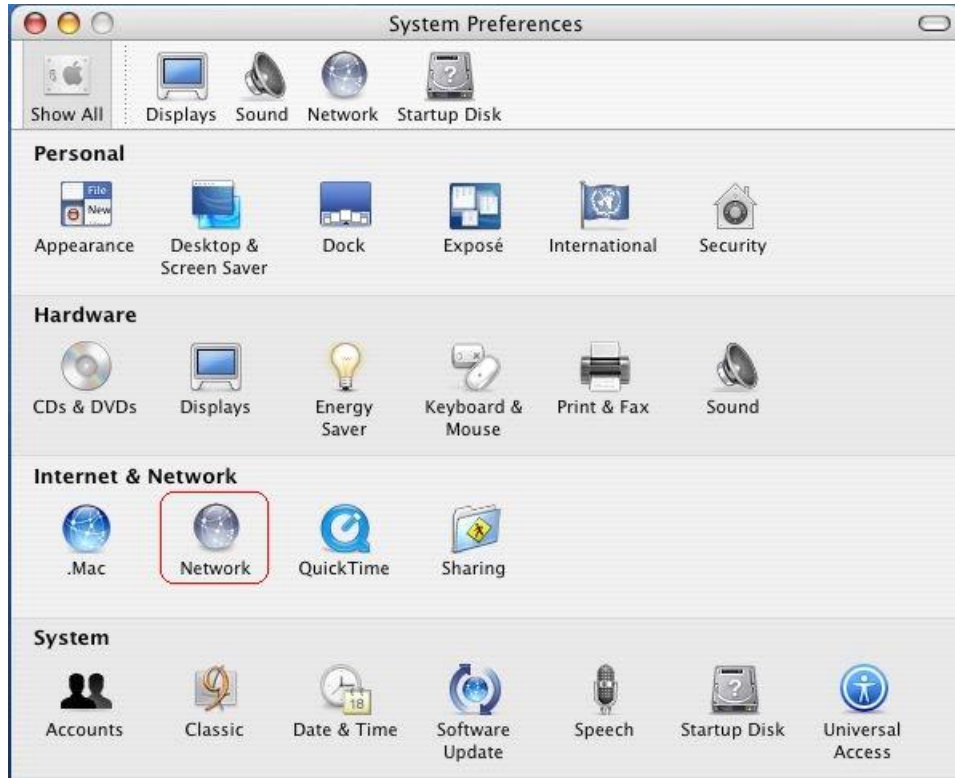 System Preferences
Show All Displays Sound Network Startup Disk
Personal
File
New
Appearance Desktop & Screen Saver Dock Exposé International Security
Hardware
CDs & DVDs Displays Energy Saver Keyboard & Mouse Print & Fax Sound
Internet & Network
.Mac Network QuickTime Sharing
System
18
Accounts Classic Date & Time Software Update Speech Startup Disk Universal Access